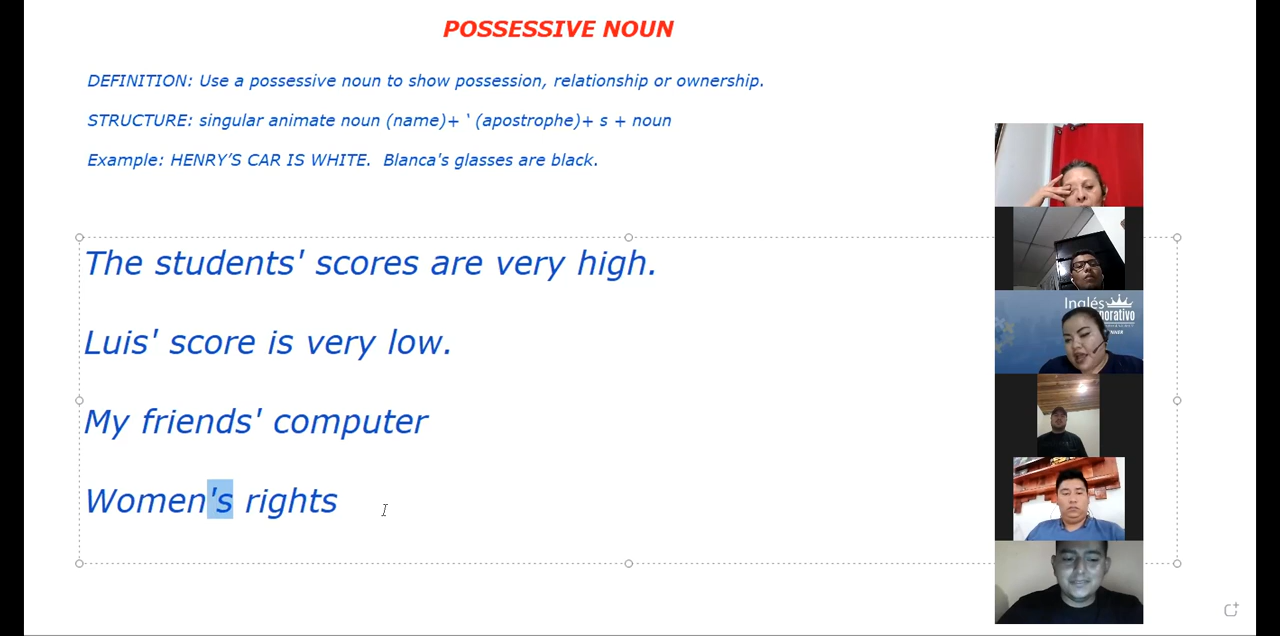 POSSESSIVE NOUN
DEFINITION: Use a possessive noun to show possession, relationship or ownership.
STRUCTURE: singular animate noun (name)+ ' (apostrophe)+ s + noun
Example: HENRY'S CAR IS WHITE.  Blanca's glasses are black.
The students' scores are very high.
Luis' score is very low.
My friends' computer
Women's rights
Inglés